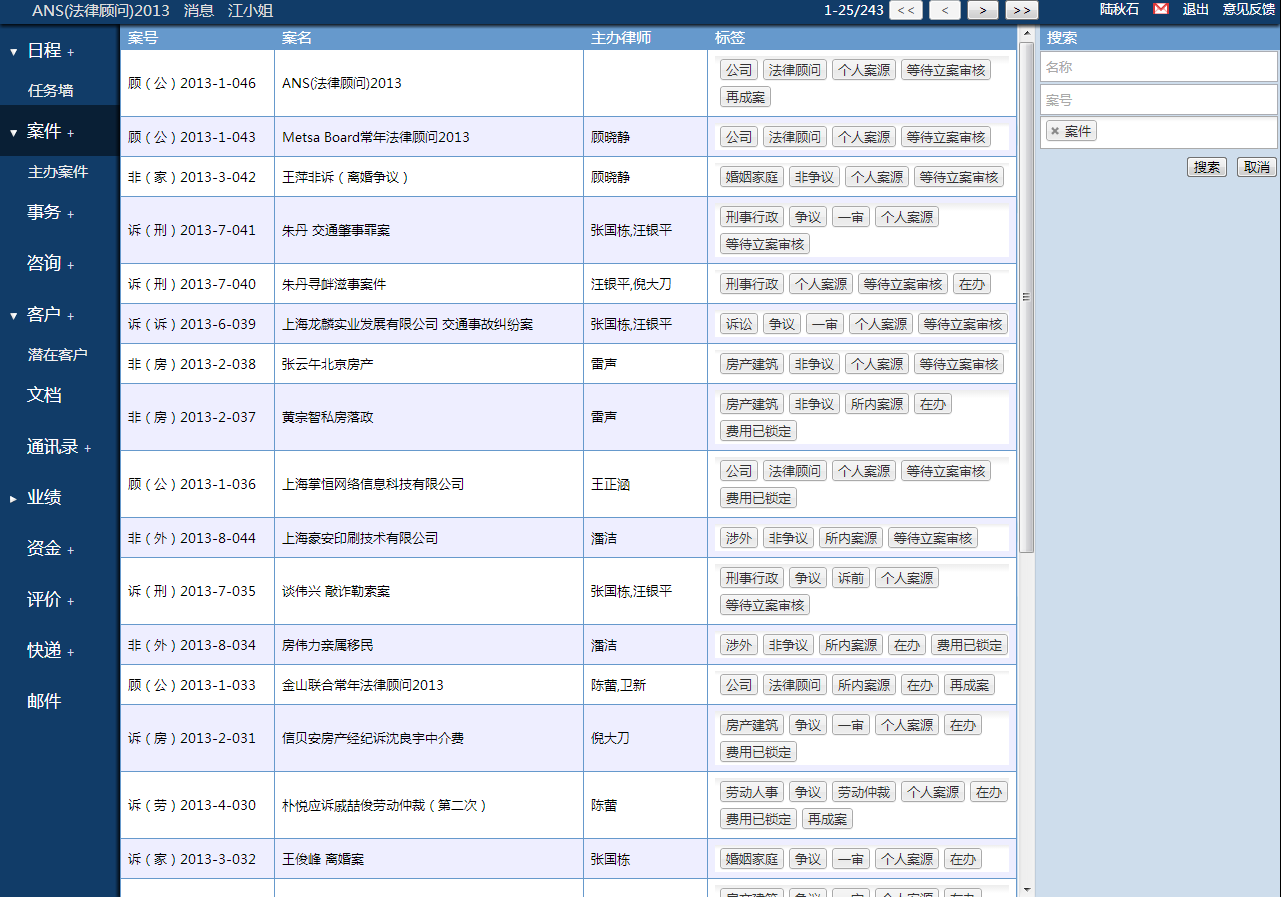 ANS(法律顾问)2013 消息 江小姐 1-25/243 << < > >> 陆秋石 退出 意见反馈
日程 +
任务墙
案件 +
主办案件
事务 +
咨询 +
客户 +
潜在客户
文档
通讯录 +
业绩
资金 +
评价 +
快递 +
邮件
案号 案名 主办律师 标签
顾(公)2013-1-046 ANS(法律顾问)2013 公司 法律顾问 个人案源 等待立案审核
再成案
顾(公)2013-1-043 Metsa Board常年法律顾问2013 顾晓静 公司 法律顾问 个人案源 等待立案审核
非(家)2013-3-042 王萍非诉(离婚争议) 顾晓静 婚姻家庭 非争议 个人案源 等待立案审核
诉(刑)2013-7-041 朱丹 交通肇事罪案 张国栋,汪银平 刑事行政 争议 一审 个人案源
等待立案审核
诉(刑)2013-7-040 朱丹寻衅滋事案件 汪银平,倪大刀 刑事行政 个人案源 等待立案审核 在办
诉(诉)2013-6-039 上海龙麟实业发展有限公司 交通事故纠纷案 张国栋,汪银平 诉讼 争议 一审 个人案源 等待立案审核
非(房)2013-2-038 张云午北京房产 雷声 房产建筑 非争议 个人案源 等待立案审核
非(房)2013-2-037 黄宗智私房落政 雷声 房产建筑 非争议 所内案源 在办
费用已锁定
顾(公)2013-1-036 上海掌恒网络信息科技有限公司 王正涵 公司 法律顾问 个人案源 等待立案审核
费用已锁定
非(外)2013-8-044 上海豪安印刷技术有限公司 潘洁 涉外 非争议 所内案源 等待立案审核
诉(刑)2013-7-035 谈伟兴 敲诈勒索案 张国栋,汪银平 刑事行政 争议 诉前 个人案源
等待立案审核
非(外)2013-8-034 房伟力亲属移民 潘洁 涉外 非争议 所内案源 在办 费用已锁定
顾(公)2013-1-033 金山联合常年法律顾问2013 陈蕾,卫新 公司 法律顾问 所内案源 在办 再成案
诉(房)2013-2-031 信贝安房产经纪诉沈良宇中介费 倪大刀 房产建筑 争议 一审 个人案源 在办
费用已锁定
诉(劳)2013-4-030 朴悦应诉戚喆俊劳动仲裁(第二次) 陈蕾 劳动人事 争议 劳动仲裁 个人案源 在办
费用已锁定 再成案
诉(家)2013-3-032 王俊峰 离婚案 张国栋 婚姻家庭 争议 一审 个人案源 在办
房产建筑 争议 一审 个人案源 在办
搜索
名称
案号
× 案件
搜索 取消